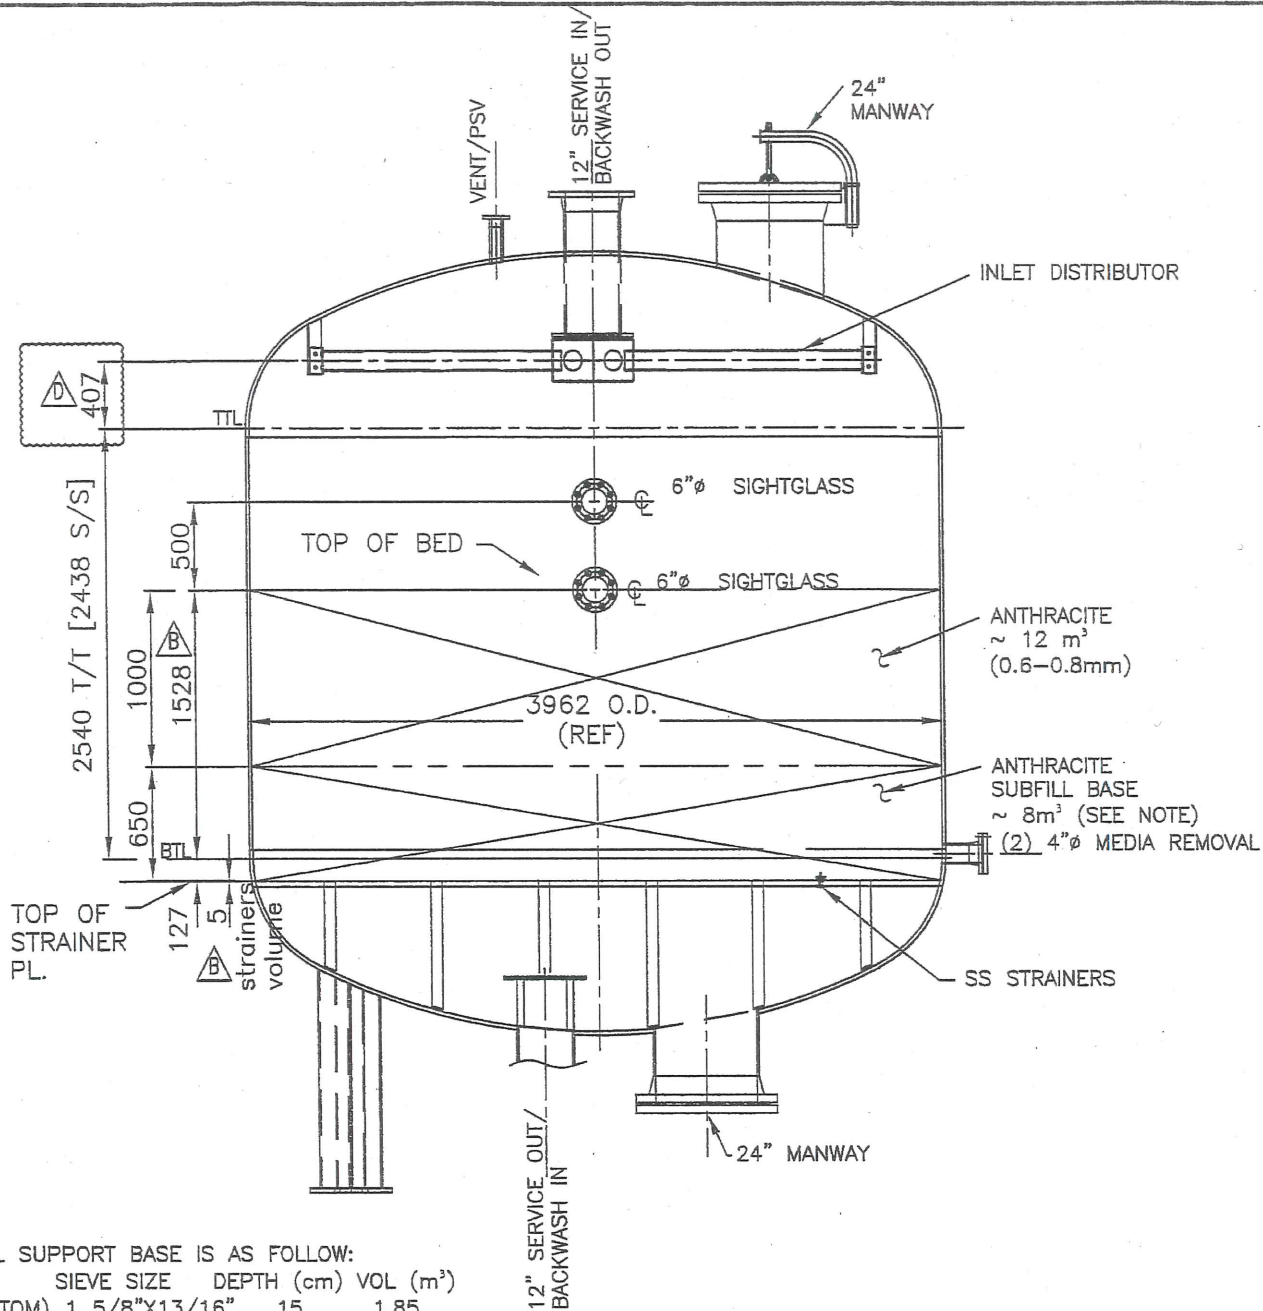 12" SERVICE IN/
BACKWASH OUT
VENT/PSV
24"
MANWAY
INLET DISTRIBUTOR
D
407
TTL
6"ø SIGHTGLASS
500
TOP OF BED
6"ø SIGHTGLASS
2540 T/T [2438 S/S]
B
1000
1528
ANTHRACITE
~ 12 m³
(0.6-0.8mm)
3962 O.D.
(REF)
ANTHRACITE
SUBFILL BASE
~ 8m³ (SEE NOTE)
(2) 4"ø MEDIA REMOVAL
650
BTL
TOP OF
STRAINER
PL.
127
5
B
strainers
volume
SS STRAINERS
24" MANWAY
12" SERVICE OUT/
BACKWASH IN
SUPPORT BASE IS AS FOLLOW:
SIEVE SIZE DEPTH (cm) VOL (m³)
TOM) 1 5/8"X13/16" 15 1.85